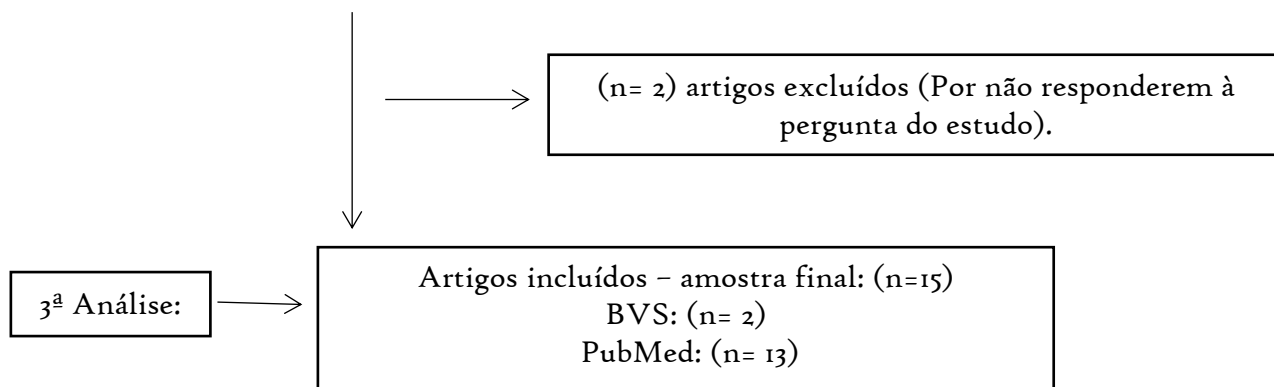 (n= 2) artigos excluídos (Por não responderem à
pergunta do estudo).
3ª Análise:
Artigos incluídos – amostra final: (n=15)
BVS: (n= 2)
PubMed: (n= 13)